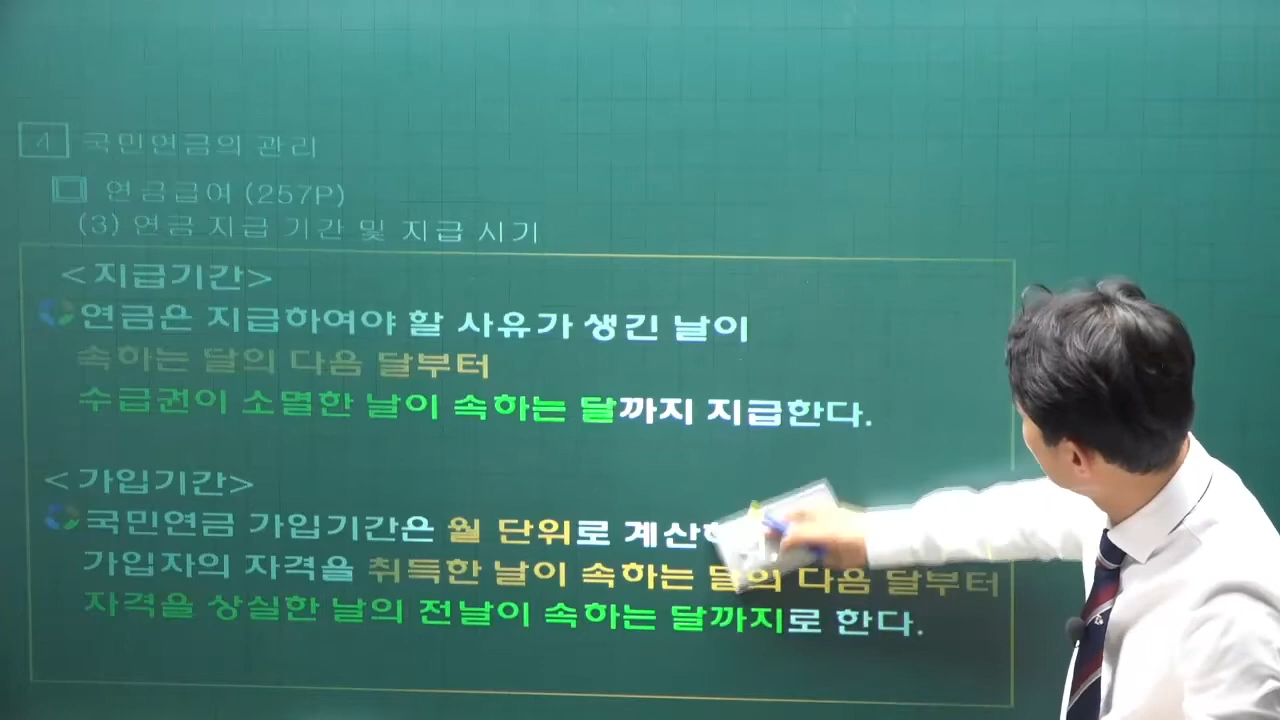 4 국민연금의 관리
연금급여 (257P)
(3) 연금 지급 기간 및 지급 시기
<지급기간>
연금은 지급하여야 할 사유가 생긴 날이
속하는 달의 다음 달부터
수급권이 소멸한 날이 속하는 달까지 지급한다.
<가입기간>
국민연금 가입기간은 월 단위로
가입자의 자격을 취득한 날이 속하는 달의 다음 달부터
자격을 상실한 날의 전날이 속하는 달까지로 한다.